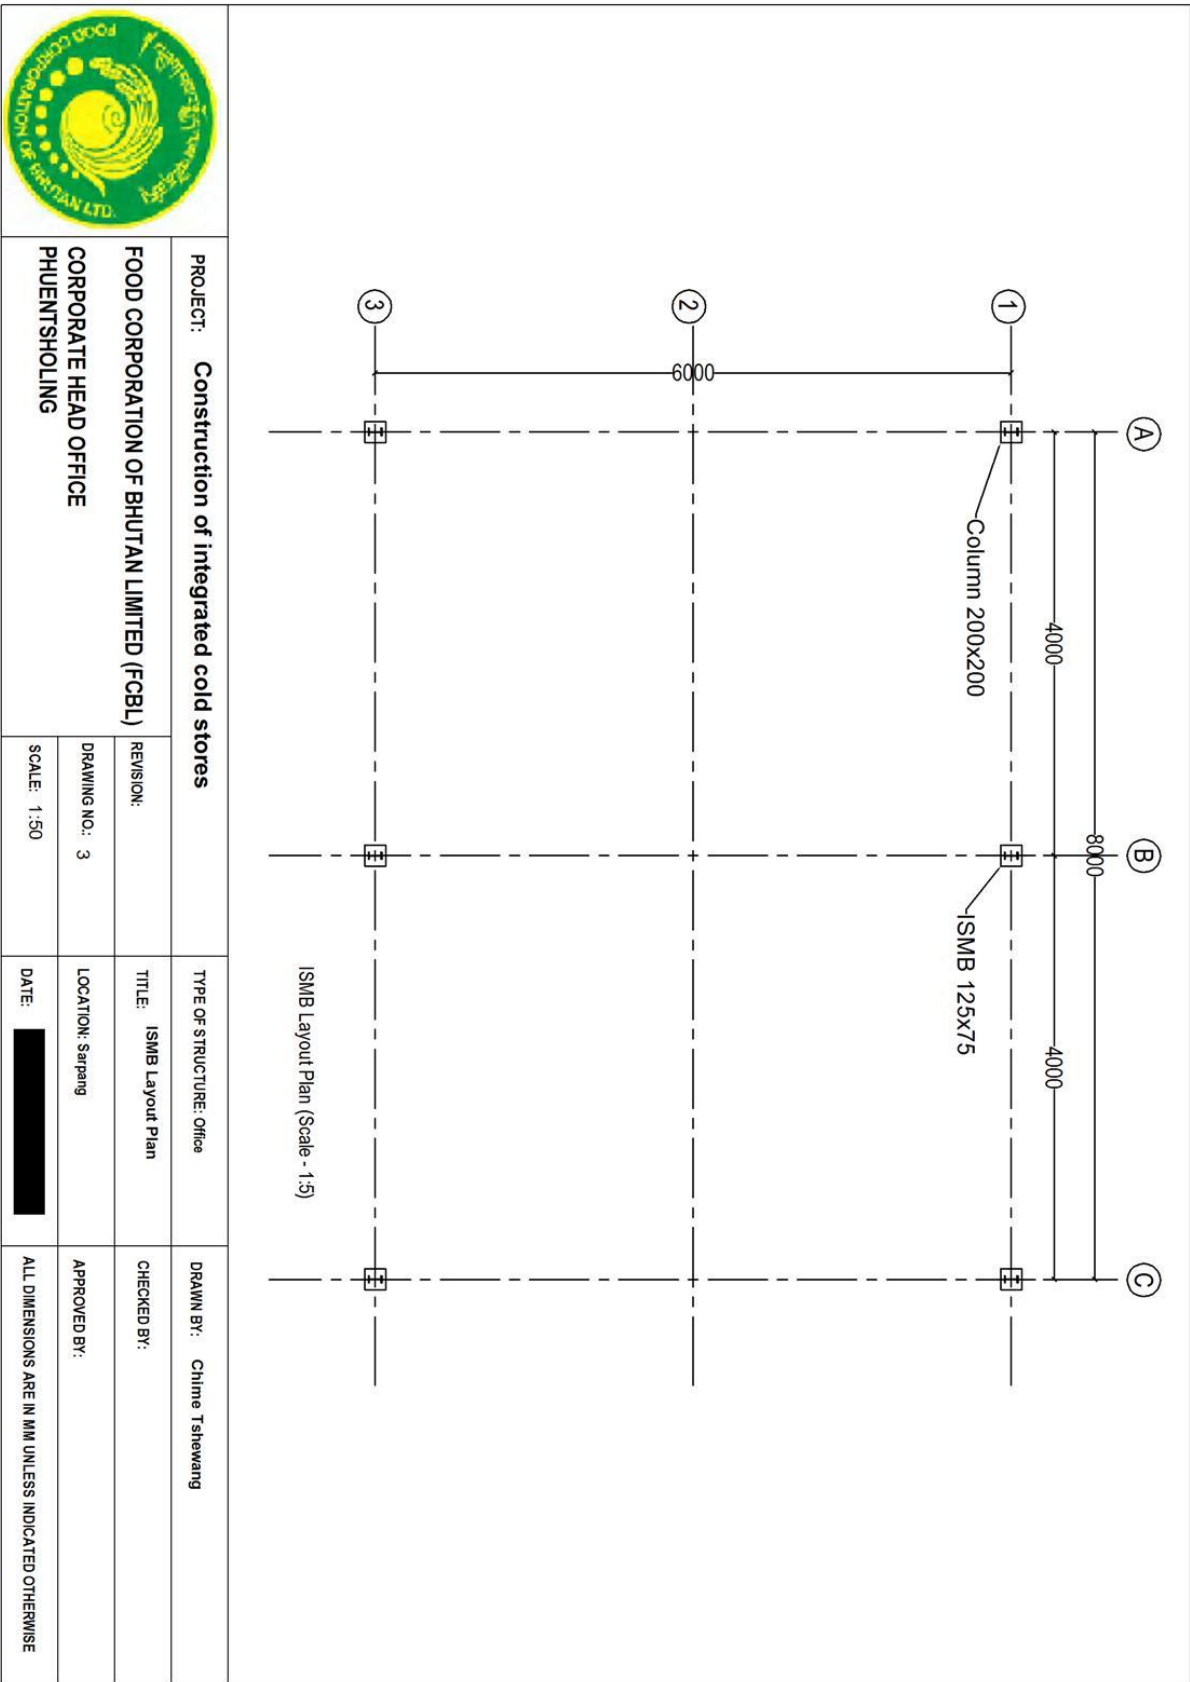 A
B
C
8000
4000
4000
1
2
3
6000
Column 200x200
ISMB 125x75
ISMB Layout Plan (Scale - 1:5)
FOOD CORPORATION OF BHUTAN LTD.
PROJECT: Construction of integrated cold stores
FOOD CORPORATION OF BHUTAN LIMITED (FCBL)
CORPORATE HEAD OFFICE
PHUENTSHOLING
REVISION:
DRAWING NO.: 3
SCALE: 1:50
TYPE OF STRUCTURE: Office
TITLE: ISMB Layout Plan
LOCATION: Sarpang
DATE:
DRAWN BY: Chime Tshewang
CHECKED BY:
APPROVED BY:
ALL DIMENSIONS ARE IN MM UNLESS INDICATED OTHERWISE